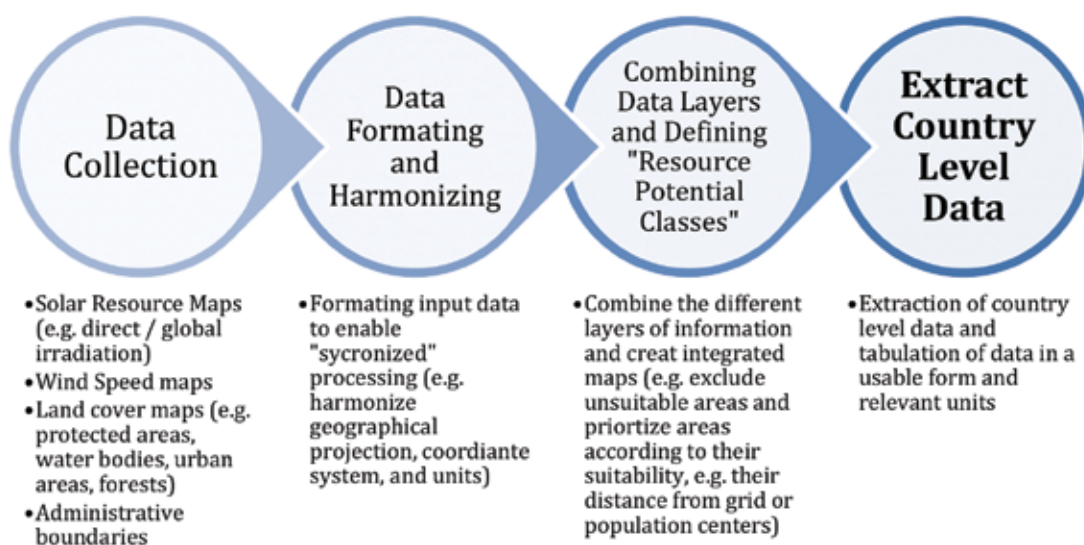 Data
Collection
Data
Formating
and
Harmonizing
Combining
Data Layers
and Defining
"Resource
Potential
Classes"
Extract
Country
Level
Data
•Solar Resource Maps
(e.g. direct / global
irradiation)
•Wind Speed maps
•Land cover maps (e.g.
protected areas,
water bodies, urban
areas, forests)
•Administrative
boundaries
•Formating input data
to enable
"sycronized"
processing (e.g.
harmonize
geographical
projection, coordiante
system, and units)
•Combine the different
layers of information
and creat integrated
maps (e.g. exclude
unsuitable areas and
priortize areas
according to their
suitability, e.g. their
distance from grid or
population centers)
•Extraction of country
level data and
tabulation of data in a
usable form and
relevant units